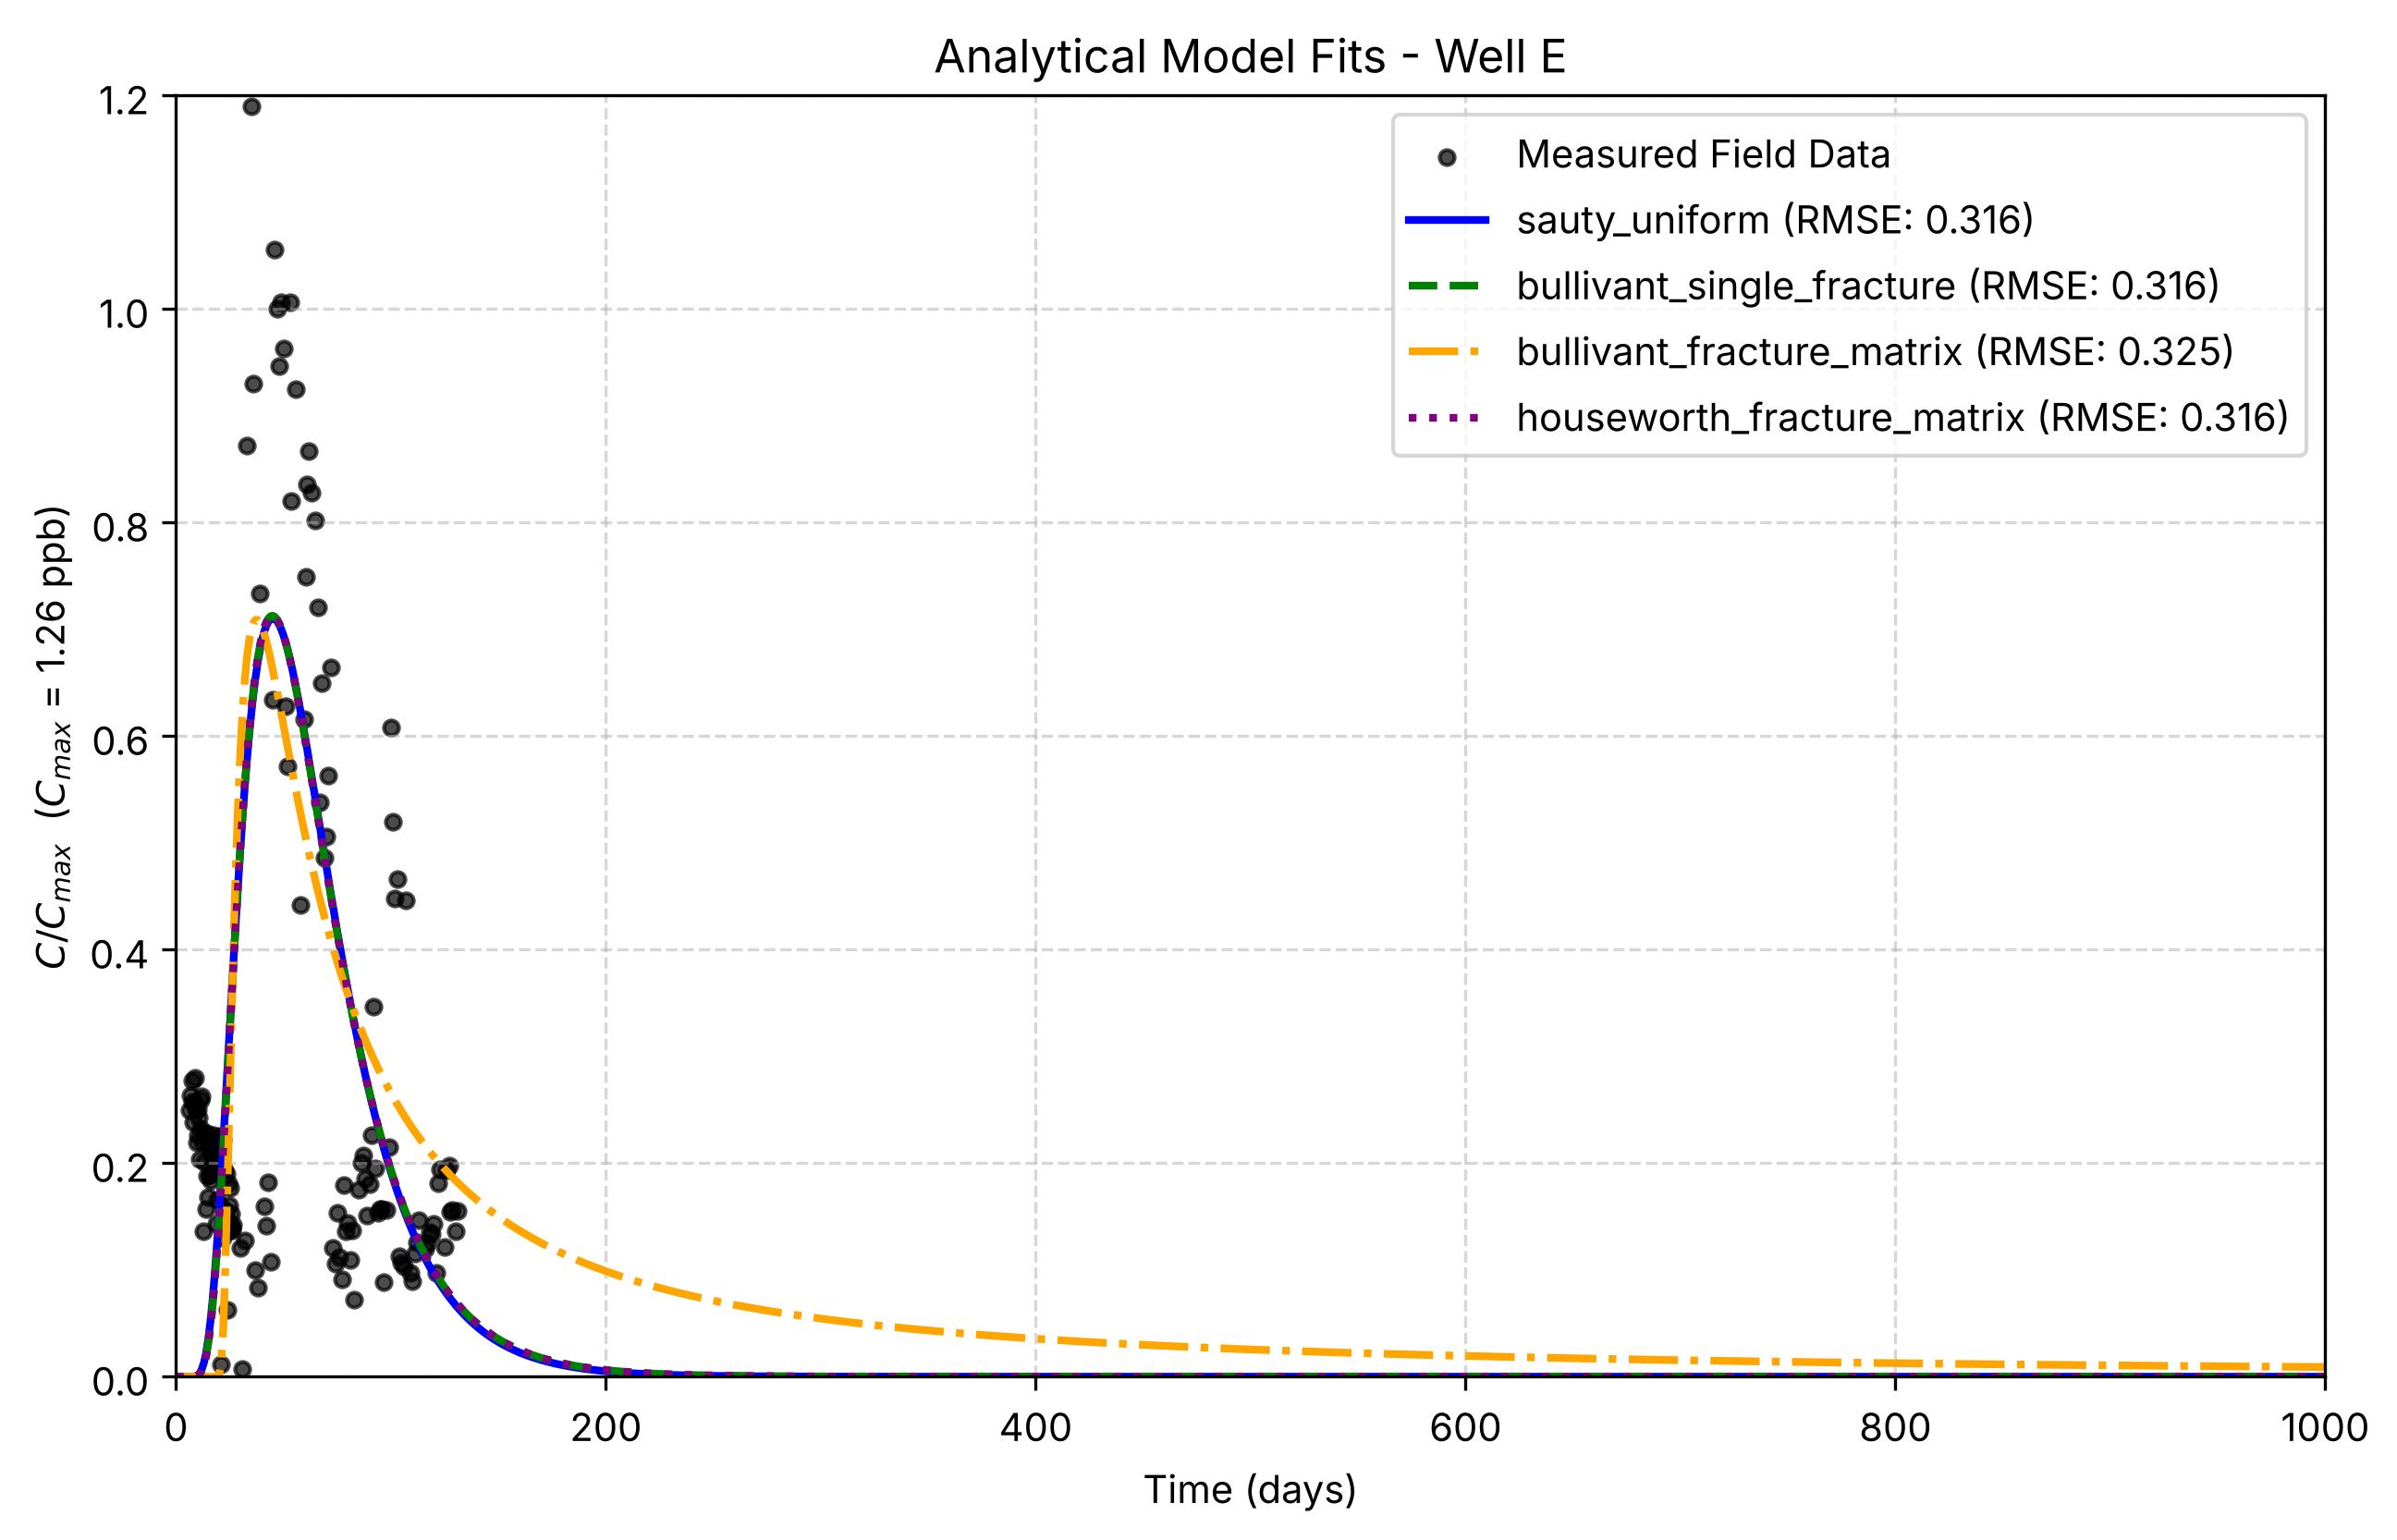 Analytical Model Fits - Well E
1.2
1.0
0.8
0.6
0.4
0.2
0.0
C/Cmax (Cmax = 1.26 ppb)
Measured Field Data
sauty_uniform (RMSE: 0.316)
bullivant_single_fracture (RMSE: 0.316)
bullivant_fracture_matrix (RMSE: 0.325)
houseworth_fracture_matrix (RMSE: 0.316)
0 200 400 600 800 1000
Time (days)